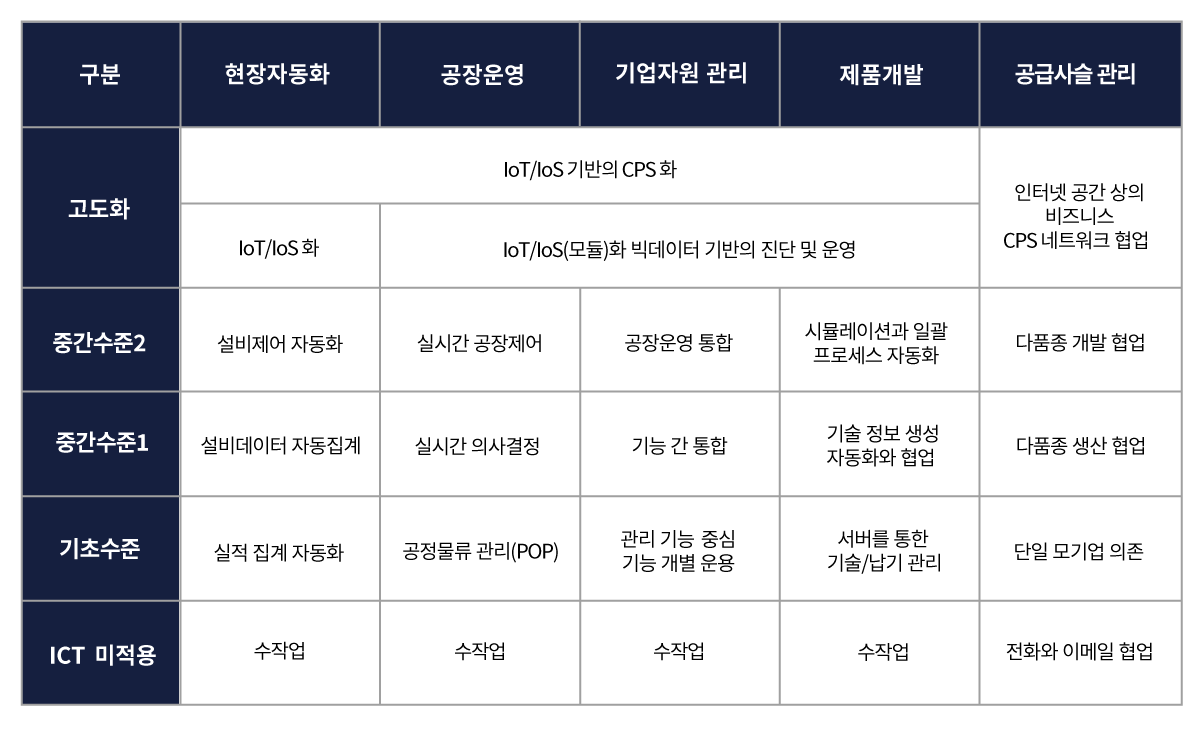 구분
현장자동화
공장운영
기업자원 관리
제품개발
공급사슬 관리
고도화
IoT/IoS 기반의 CPS 화
인터넷 공간 상의
비즈니스
CPS 네트워크 협업
IoT/IoS 화
IoT/IoS(모듈)화 빅데이터 기반의 진단 및 운영
중간수준2
설비제어 자동화
실시간 공장제어
공장운영 통합
시뮬레이션과 일괄
프로세스 자동화
다품종 개발 협업
중간수준1
설비데이터 자동집계
실시간 의사결정
기능 간 통합
기술 정보 생성
자동화와 협업
다품종 생산 협업
기초수준
실적 집계 자동화
공정물류 관리(POP)
관리 기능 중심
기능 개별 운용
서버를 통한
기술/납기 관리
단일 모기업 의존
ICT 미적용
수작업
수작업
수작업
수작업
전화와 이메일 협업